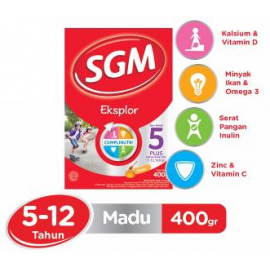 SGM
Eksplor
COMPLINUTRI
5
PLUS
400g
Kalsium &
Vitamin D
Minyak
Ikan &
Omega 3
Serat
Pangan
Inulin
Zinc &
Vitamin C
5-12
Tahun
Madu
400gr